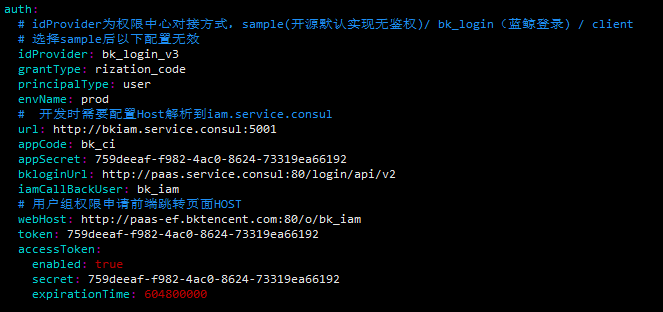 auth:
  # idProvider为权限中心对接方式，sample(开源默认实现无鉴权)/ bk_login（蓝鲸登录) / client
  # 选择sample后以下配置无效
  idProvider: bk_login_v3
  grantType: rization_code
  principalType: user
  envName: prod
  #  开发时需要配置Host解析到iam.service.consul
  url: http://bkiam.service.consul:5001
  appCode: bk_ci
  appSecret: 759deeaf-f982-4ac0-8624-73319ea66192
  bkloginUrl: http://paas.service.consul:80/login/api/v2
  iamCallBackUser: bk_iam
  # 用户组权限申请前端跳转页面HOST
  webHost: http://paas-ef.bktencent.com:80/o/bk_iam
  token: 759deeaf-f982-4ac0-8624-73319ea66192
  accessToken:
    enabled: true
    secret: 759deeaf-f982-4ac0-8624-73319ea66192
    expirationTime: 604800000